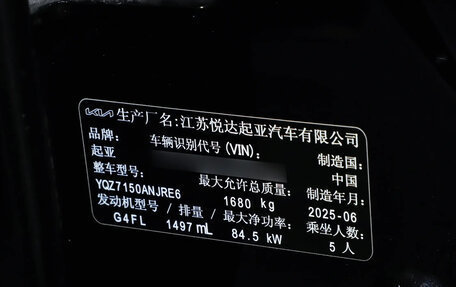 KIA 生产厂名:江苏悦达起亚汽车有限公司
品牌: 车辆识别代号(VIN): 制造国:
起亚 中国
整车型号: 最大允许总质量: 制造年月:
YQZ7150ANJRE6 1680 kg 2025-06
发动机型号/排量/最大净功率: 乘坐人数:
G4FL 1497 mL 84.5 kW 5 人